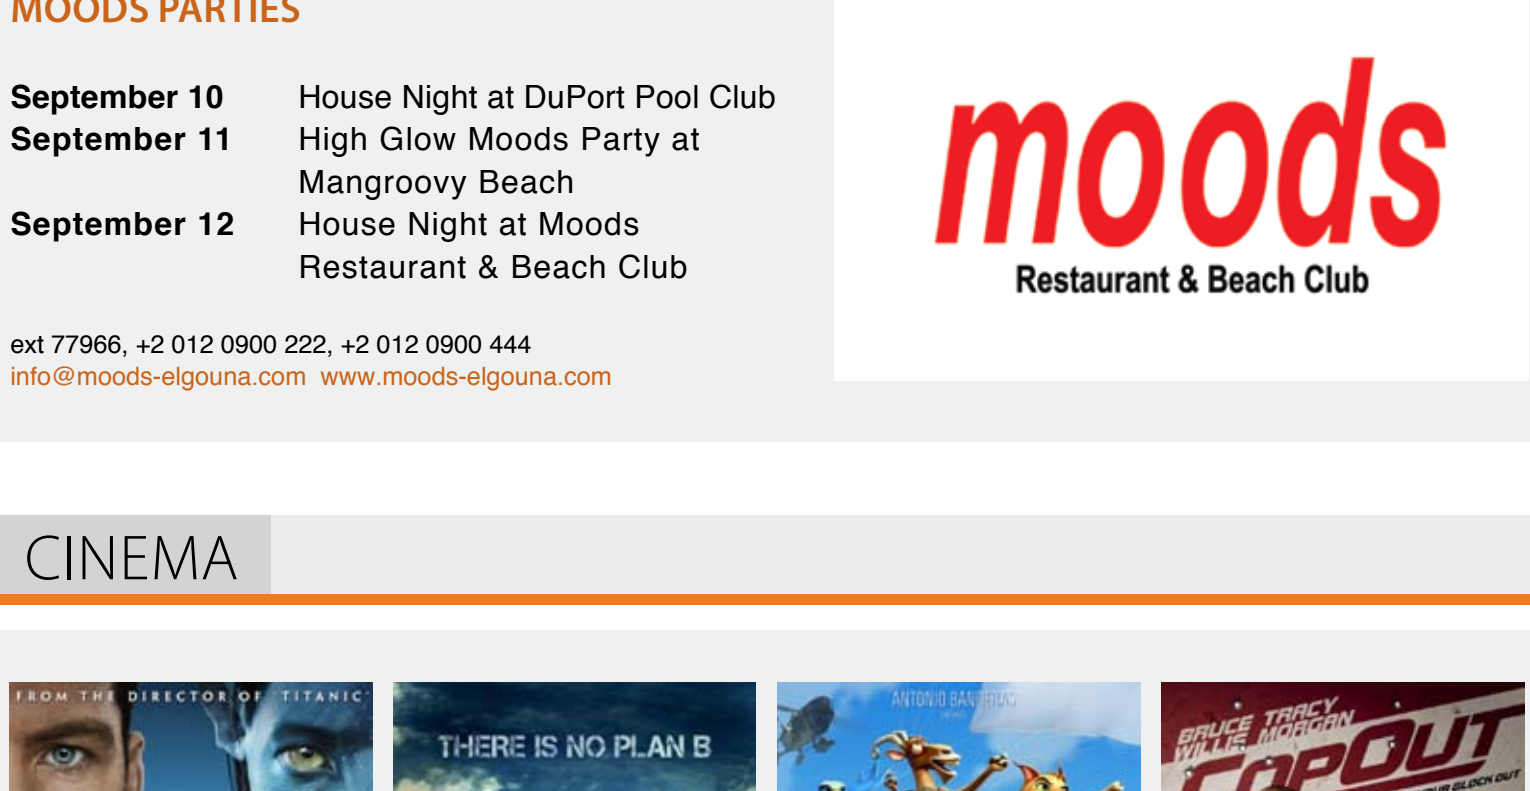 MOODS PARTIES
September 10 House Night at DuPort Pool Club
September 11 High Glow Moods Party at
Mangroovy Beach
September 12 House Night at Moods
Restaurant & Beach Club
ext 77966, +2 012 0900 222, +2 012 0900 444
info@moods-elgouna.com www.moods-elgouna.com
moods
Restaurant & Beach Club
CINEMA
FROM THE DIRECTOR OF "TITANIC"
THERE IS NO PLAN B
ANTONIO
BRUCE TRACY
WILLIS MORGAN
COPOUT